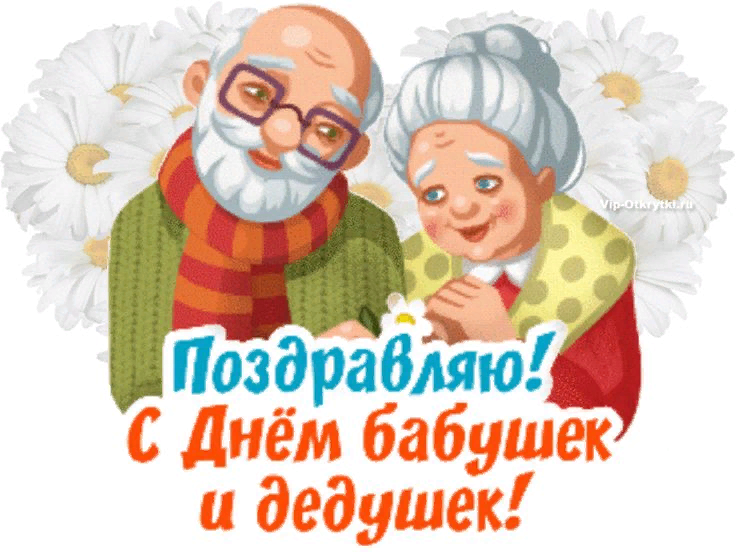 Vip-Otkrytki.ru
Поздравляю!
С Днём бабушек
и дедушек!